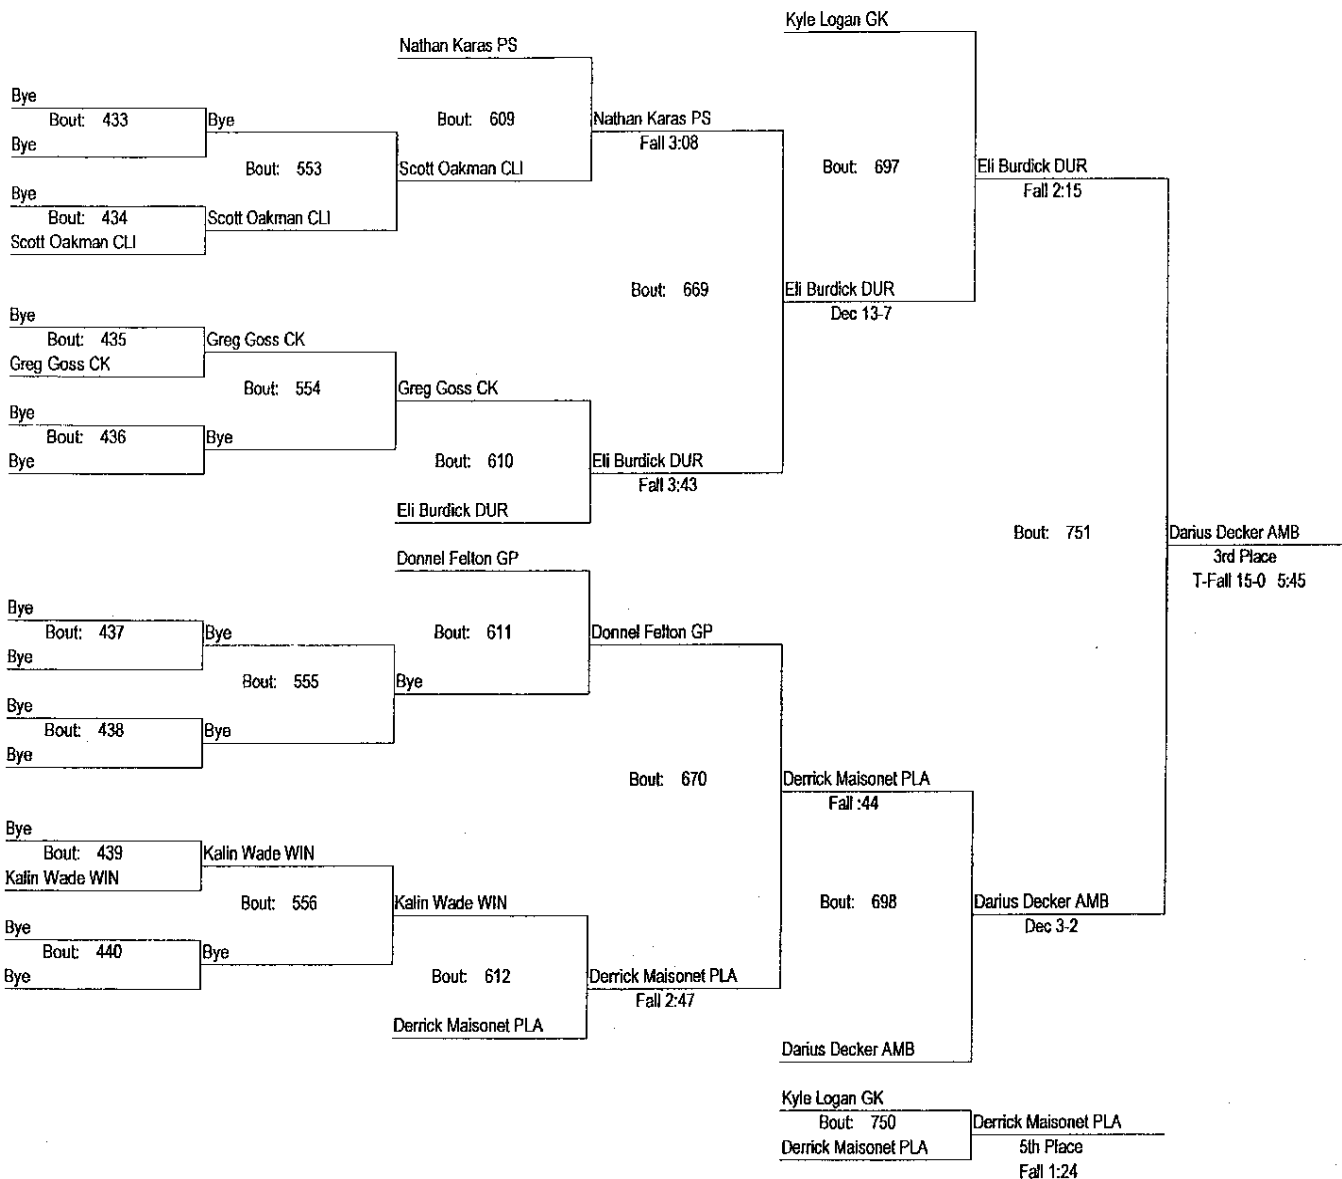 Kyle Logan GK
Nathan Karas PS
Bye
Bout: 433
Bye
Bout: 609
Nathan Karas PS
Bye
Fall 3:08
Bout: 553
Scott Oakman CLI
Bout: 697
Eli Burdick DUR
Fall 2:15
Bye
Bout: 434
Scott Oakman CLI
Scott Oakman CLI
Bout: 669
Eli Burdick DUR
Dec 13-7
Bye
Bout: 435
Greg Goss CK
Greg Goss CK
Bout: 554
Greg Goss CK
Bye
Bout: 436
Bye
Bye
Bout: 610
Eli Burdick DUR
Fall 3:43
Eli Burdick DUR
Bout: 751
Darius Decker AMB
3rd Place
T-Fall 15-0 5:45
Donnel Felton GP
Bye
Bout: 437
Bye
Bout: 611
Donnel Felton GP
Bye
Bout: 555
Bye
Bye
Bout: 438
Bye
Bye
Bout: 670
Derrick Maisonet PLA
Fall :44
Bye
Bout: 439
Kalin Wade WIN
Kalin Wade WIN
Bout: 556
Kalin Wade WIN
Bout: 698
Darius Decker AMB
Dec 3-2
Bye
Bout: 440
Bye
Bye
Bout: 612
Derrick Maisonet PLA
Fall 2:47
Derrick Maisonet PLA
Darius Decker AMB
Kyle Logan GK
Bout: 750
Derrick Maisonet PLA
Derrick Maisonet PLA
5th Place
Fall 1:24